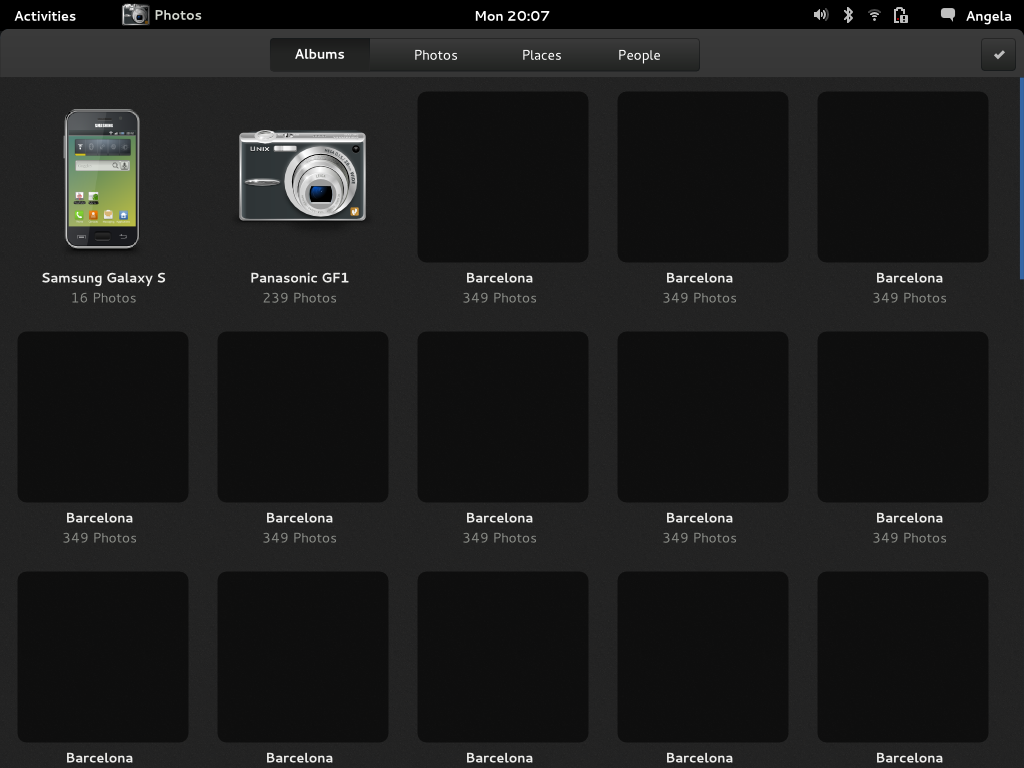 Activities Photos Mon 20:07 Angela
Albums Photos Places People
SAMSUNG
UNIX
Samsung Galaxy S Panasonic GF1 Barcelona Barcelona Barcelona
16 Photos 239 Photos 349 Photos 349 Photos 349 Photos
Barcelona Barcelona Barcelona Barcelona Barcelona
349 Photos 349 Photos 349 Photos 349 Photos 349 Photos
Barcelona Barcelona Barcelona Barcelona Barcelona